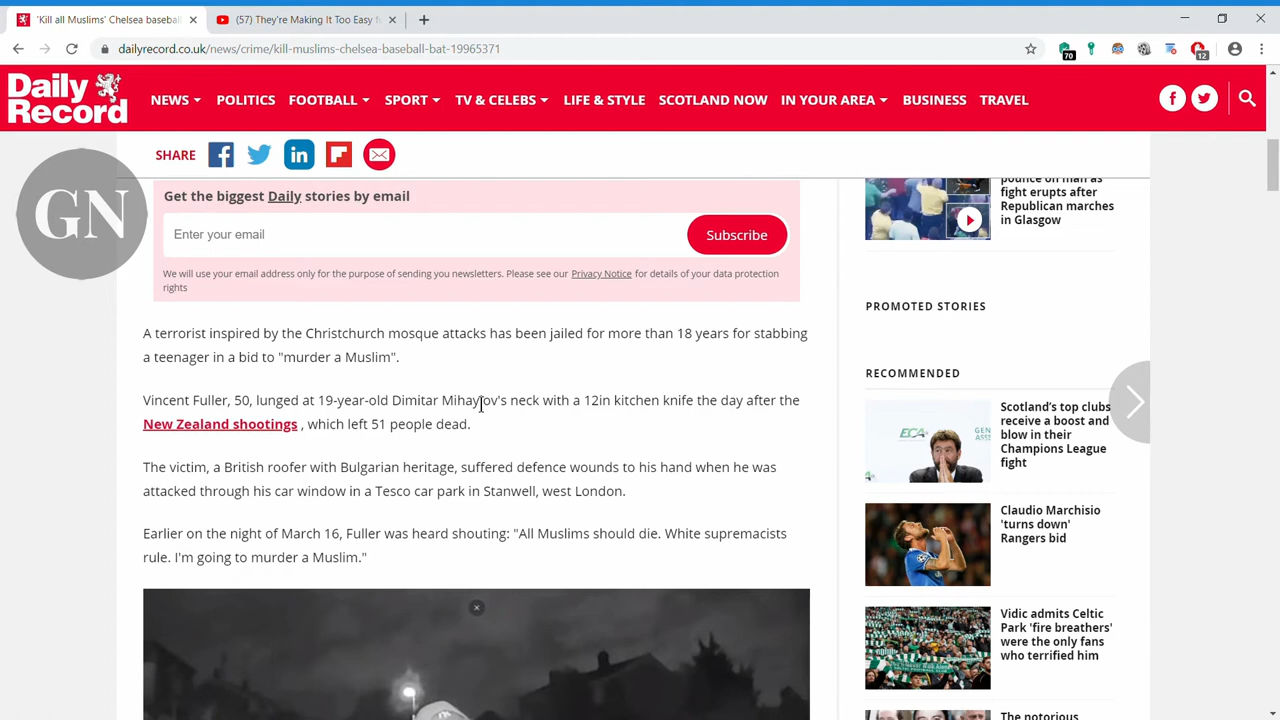 'Kill all Muslims' Chelsea baseball
(57) They're Making It Too Easy f
dailyrecord.co.uk/news/crime/kill-muslims-chelsea-baseball-bat-19965371
70
12
Daily
Record
NEWS
POLITICS
FOOTBALL
SPORT
TV & CELEBS
LIFE & STYLE
SCOTLAND NOW
IN YOUR AREA
BUSINESS
TRAVEL
SHARE
GN
Get the biggest Daily stories by email
Enter your email
Subscribe
We will use your email address only for the purpose of sending you newsletters. Please see our Privacy Notice for details of your data protection
rights
A terrorist inspired by the Christchurch mosque attacks has been jailed for more than 18 years for stabbing
a teenager in a bid to "murder a Muslim".
Vincent Fuller, 50, lunged at 19-year-old Dimitar Mihaylov's neck with a 12in kitchen knife the day after the
New Zealand shootings , which left 51 people dead.
The victim, a British roofer with Bulgarian heritage, suffered defence wounds to his hand when he was
attacked through his car window in a Tesco car park in Stanwell, west London.
Earlier on the night of March 16, Fuller was heard shouting: "All Muslims should die. White supremacists
rule. I'm going to murder a Muslim."
pounce on man as
fight erupts after
Republican marches
in Glasgow
PROMOTED STORIES
RECOMMENDED
ECA
Scotland's top clubs
receive a boost and
blow in their
Champions League
fight
Claudio Marchisio
'turns down'
Rangers bid
Vidic admits Celtic
Park 'fire breathers'
were the only fans
who terrified him
The notorious